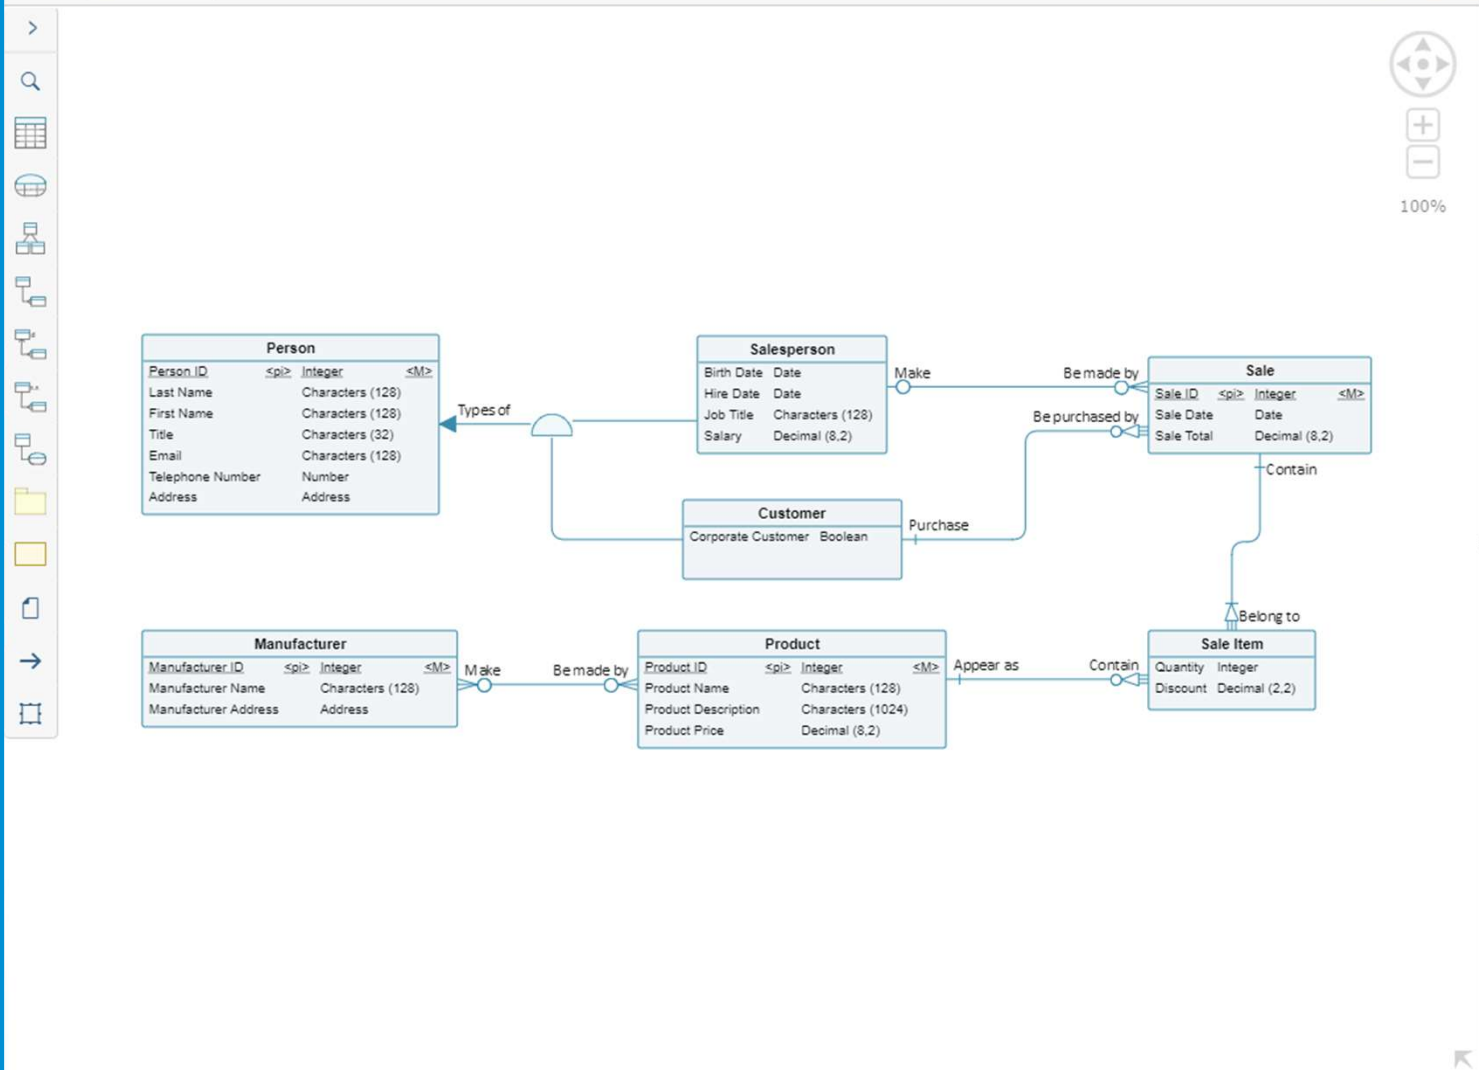 100%
Person
Person ID <pi> Integer <M>
Last Name Characters (128)
First Name Characters (128)
Title Characters (32)
Email Characters (128)
Telephone Number Number
Address Address
Types of
Salesperson
Birth Date Date
Hire Date Date
Job Title Characters (128)
Salary Decimal (8,2)
Make
Be made by
Be purchased by
Sale
Sale ID <pi> Integer <M>
Sale Date Date
Sale Total Decimal (8,2)
Contain
Customer
Corporate Customer Boolean
Purchase
Belong to
Manufacturer
Manufacturer ID <pi> Integer <M>
Manufacturer Name Characters (128)
Manufacturer Address Address
Make
Be made by
Product
Product ID <pi> Integer <M>
Product Name Characters (128)
Product Description Characters (1024)
Product Price Decimal (8,2)
Appear as
Contain
Sale Item
Quantity Integer
Discount Decimal (2,2)